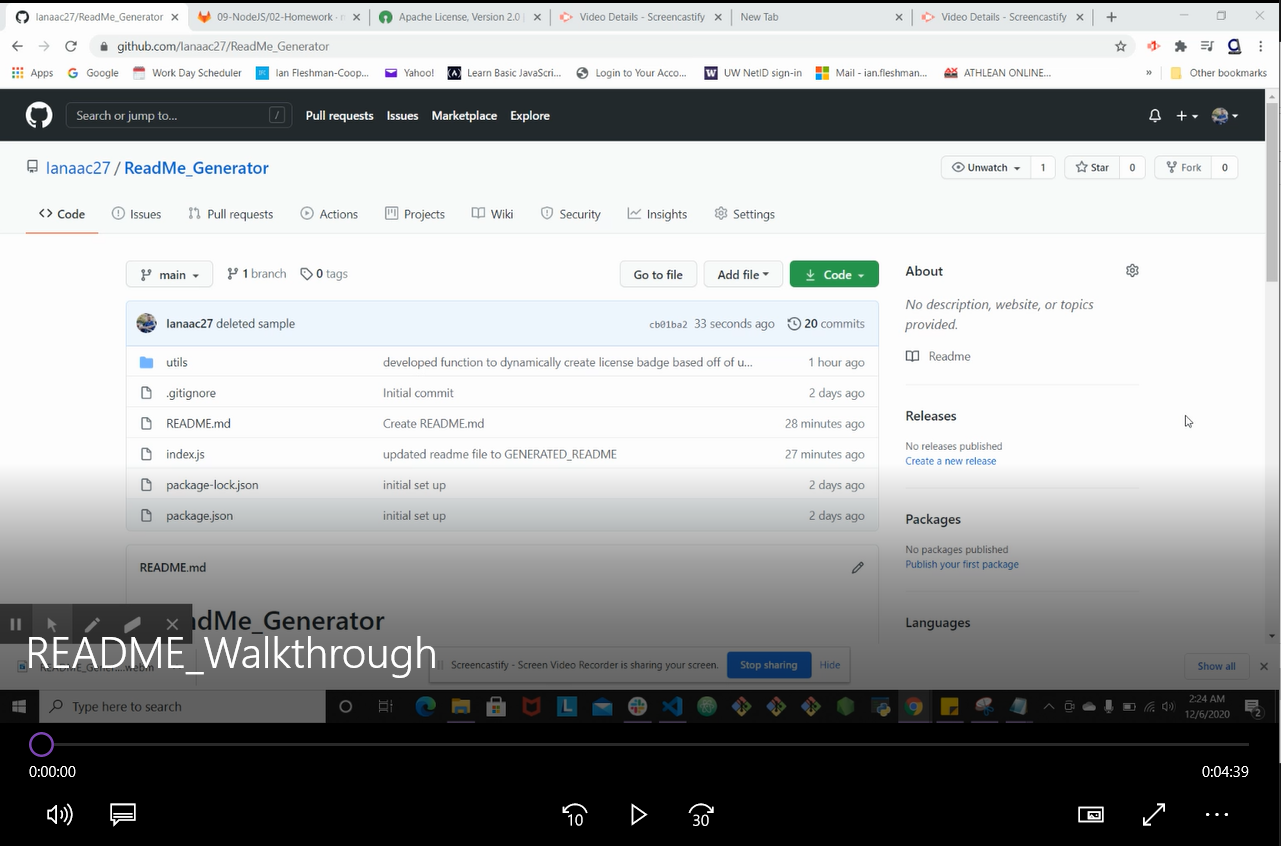 Ianaac27/ReadMe_Generator
09-NodeJS/02-Homework - 
Apache License, Version 2.0
Video Details - Screencastify
New Tab
Video Details - Screencastify
github.com/Ianaac27/ReadMe_Generator
Apps
Google
Work Day Scheduler
Ian Fleshman-Coop...
Yahoo!
Learn Basic JavaScri...
Login to Your Acco...
UW NetID sign-in
Mail - ian.fleshman...
ATHLEAN ONLINE...
»
Other bookmarks
Search or jump to... /
Pull requests
Issues
Marketplace
Explore
Ianaac27 / ReadMe_Generator
Unwatch 1
Star 0
Fork 0
<> Code
Issues
Pull requests
Actions
Projects
Wiki
Security
Insights
Settings
main
1 branch
0 tags
Go to file
Add file
Code
About
No description, website, or topics
provided.
Readme
Ianaac27 deleted sample cb01ba2 33 seconds ago 20 commits
utils developed function to dynamically create license badge based off of u... 1 hour ago
.gitignore Initial commit 2 days ago
README.md Create README.md 28 minutes ago
index.js updated readme file to GENERATED_README 27 minutes ago
package-lock.json initial set up 2 days ago
package.json initial set up 2 days ago
Releases
No releases published
Create a new release
Packages
No packages published
Publish your first package
Languages
README.md
adMe_Generator
README_Walkthrough
Screencastify - Screen Video Recorder is sharing your screen.
Stop sharing
Hide
Show all
Type here to search
2:24 AM
12/6/2020
2
0:00:00
0:04:39
10
30